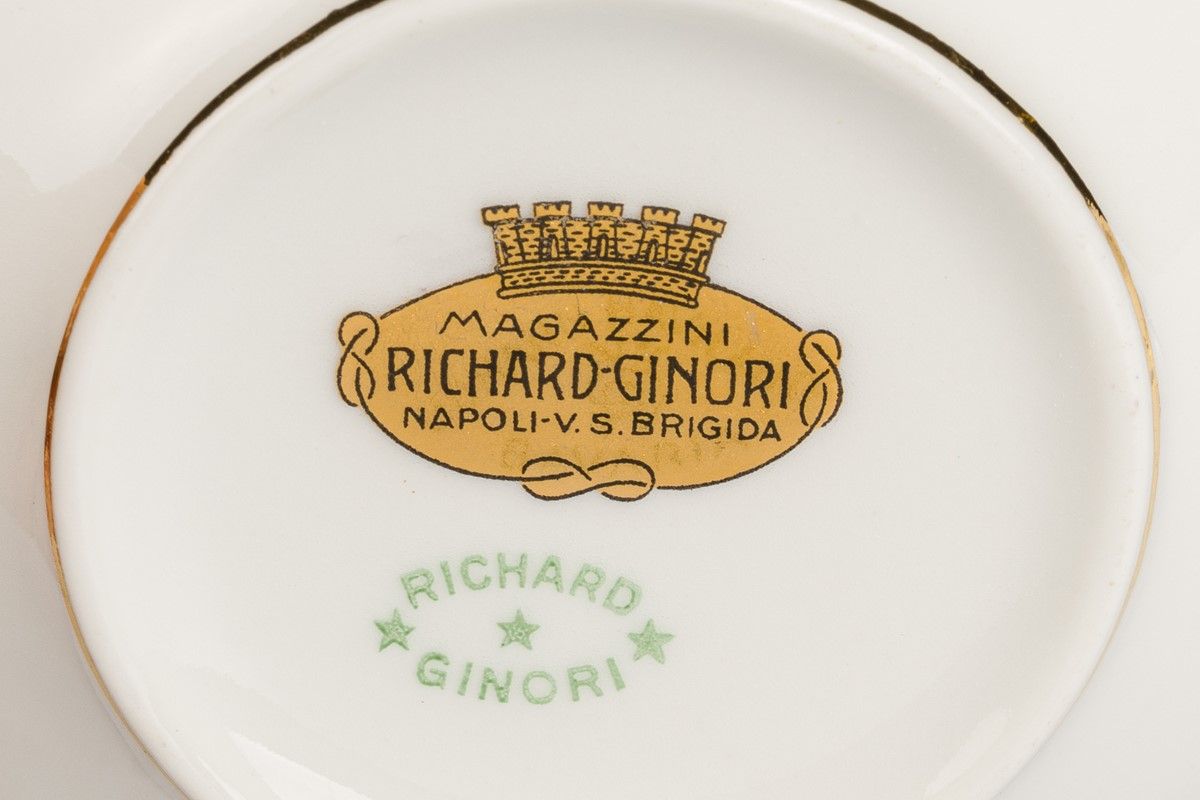 MAGAZZINI
RICHARD-GINORI
NAPOLI-V. S. BRIGIDA
RICHARD
GINORI